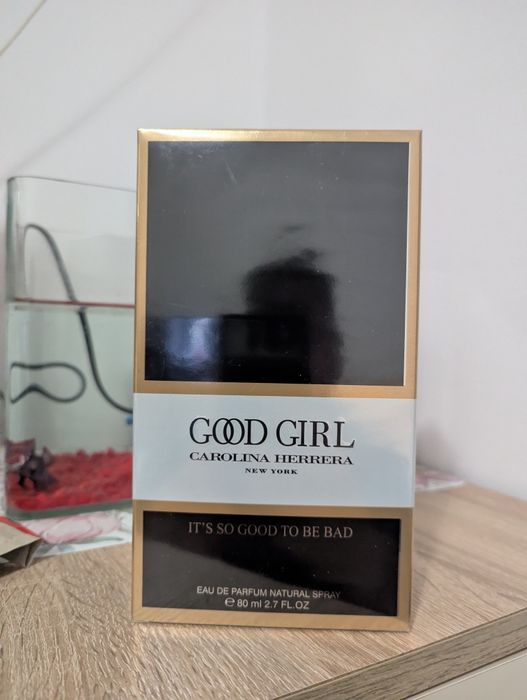 GOOD GIRL
CAROLINA HERRERA
NEW YORK
IT'S SO GOOD TO BE BAD
EAU DE PARFUM NATURAL SPRAY
℮ 80 ml 2.7 FL.OZ